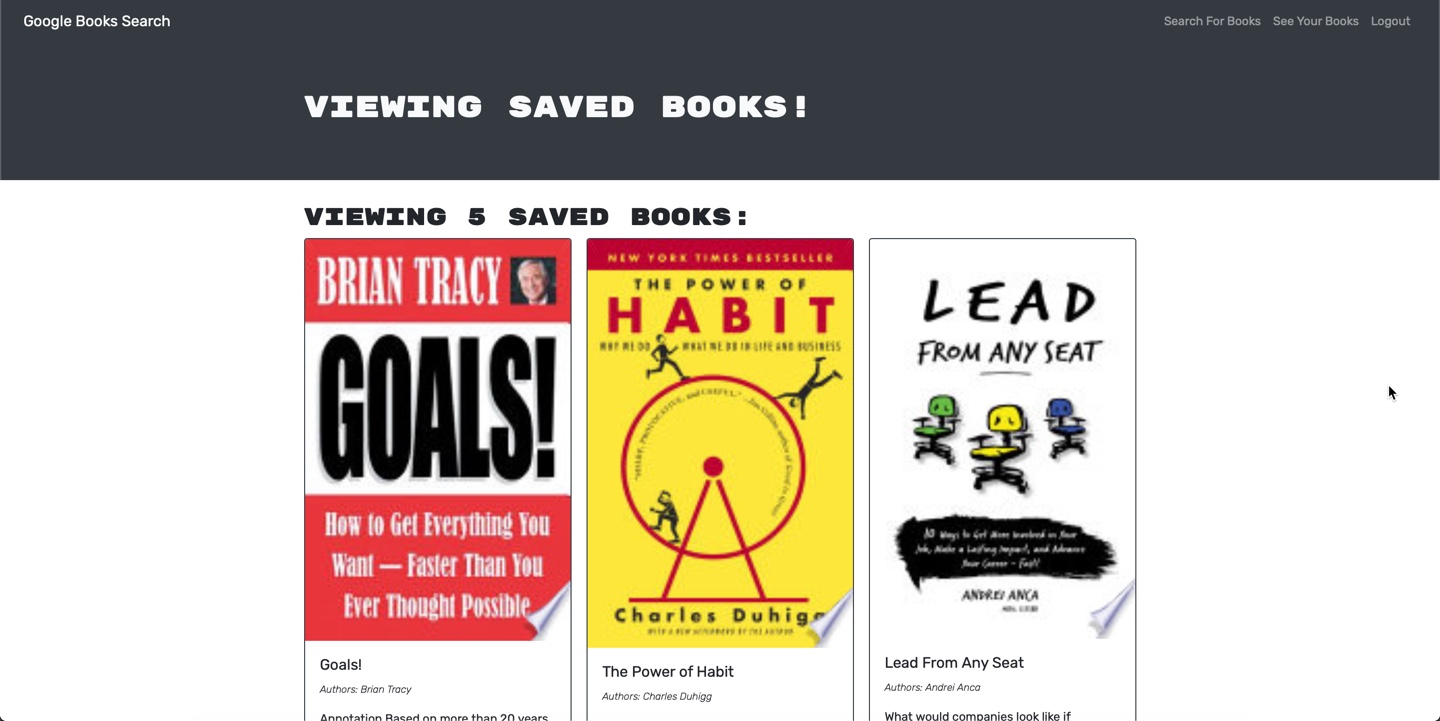 Google Books Search
Search For Books See Your Books Logout
VIEWING SAVED BOOKS!
VIEWING 5 SAVED BOOKS:
BRIAN TRACY
GOALS!
How to Get Everything You
Want — Faster Than You
Ever Thought Possible
Goals!
Authors: Brian Tracy
Annotation Based on more than 20 years
NEW YORK TIMES BESTSELLER
THE POWER OF
HABIT
WHY WE DO WHAT WE DO IN LIFE AND BUSINESS
Charles Duhigg
WITH A NEW AFTERWORD BY THE AUTHOR
The Power of Habit
Authors: Charles Duhigg
LEAD
FROM ANY SEAT
10 Ways to Get More Involved in Your
Job, Make a Lasting Impact, and Advance
Your Career - Fast!
ANDREI ANCA
Lead From Any Seat
Authors: Andrei Anca
What would companies look like if